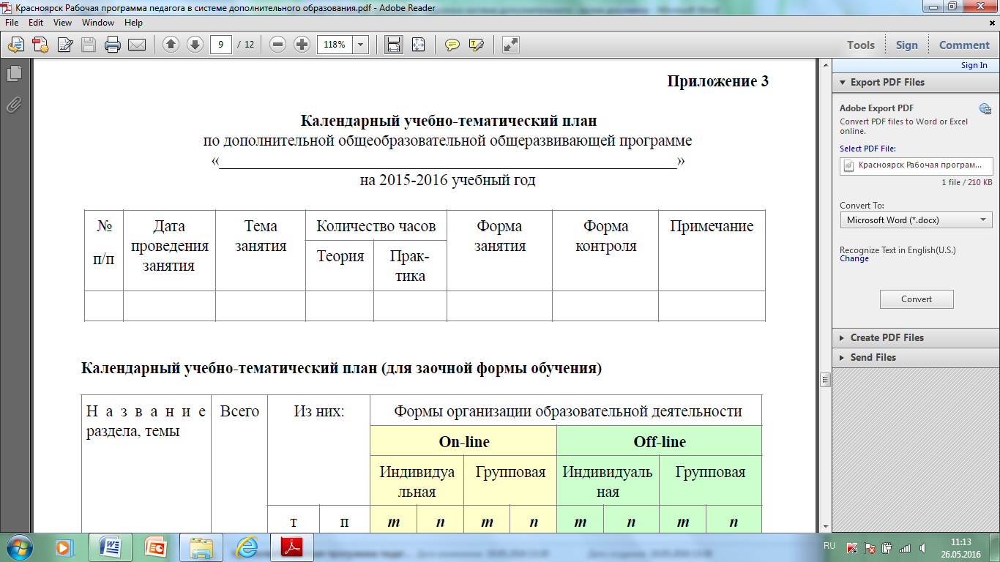 Красноярск Рабочая программа педагога в системе дополнительного образования.pdf - Adobe Reader
File Edit View Window Help
9 / 12 118% Tools Sign Comment
Sign In
Приложение 3
Календарный учебно-тематический план
по дополнительной общеобразовательной общеразвивающей программе
«_________________________________________________________»
на 2015-2016 учебный год
№ п/п
Дата проведения занятия
Тема занятия
Количество часов
Теория
Прак-
тика
Форма занятия
Форма контроля
Примечание
Календарный учебно-тематический план (для заочной формы обучения)
Название
раздела, темы
Всего
Из них:
Формы организации образовательной деятельности
On-line Off-line
Индивидуа
льная
Групповая
Индивидуаль
ная
Групповая
т п т п т п т п т п
Export PDF Files
Adobe Export PDF
Convert PDF files to Word or Excel
online.
Select PDF File:
Красноярск Рабочая програм...
1 file / 210 KB
Convert To:
Microsoft Word (*.docx)
Recognize Text in English(U.S.)
Change
Convert
Create PDF Files
Send Files
RU
11:13
26.05.2016